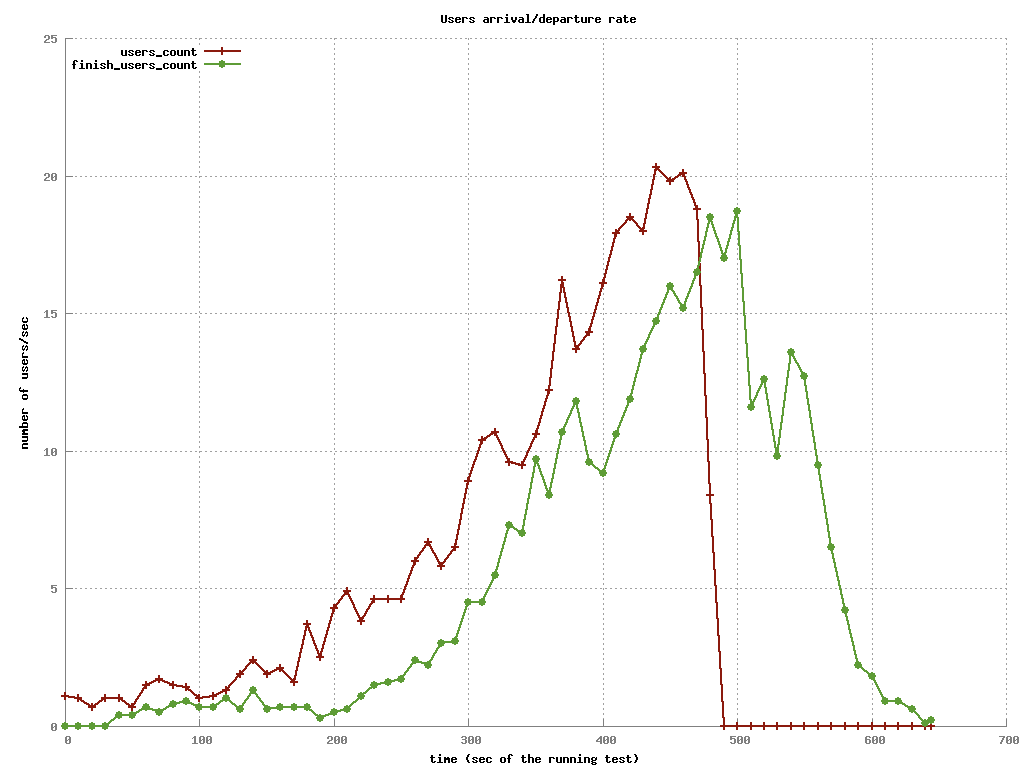 Users arrival/departure rate
25
users_count
finish_users_count
20
15
number of users/sec
10
5
0
0 100 200 300 400 500 600 700
time (sec of the running test)